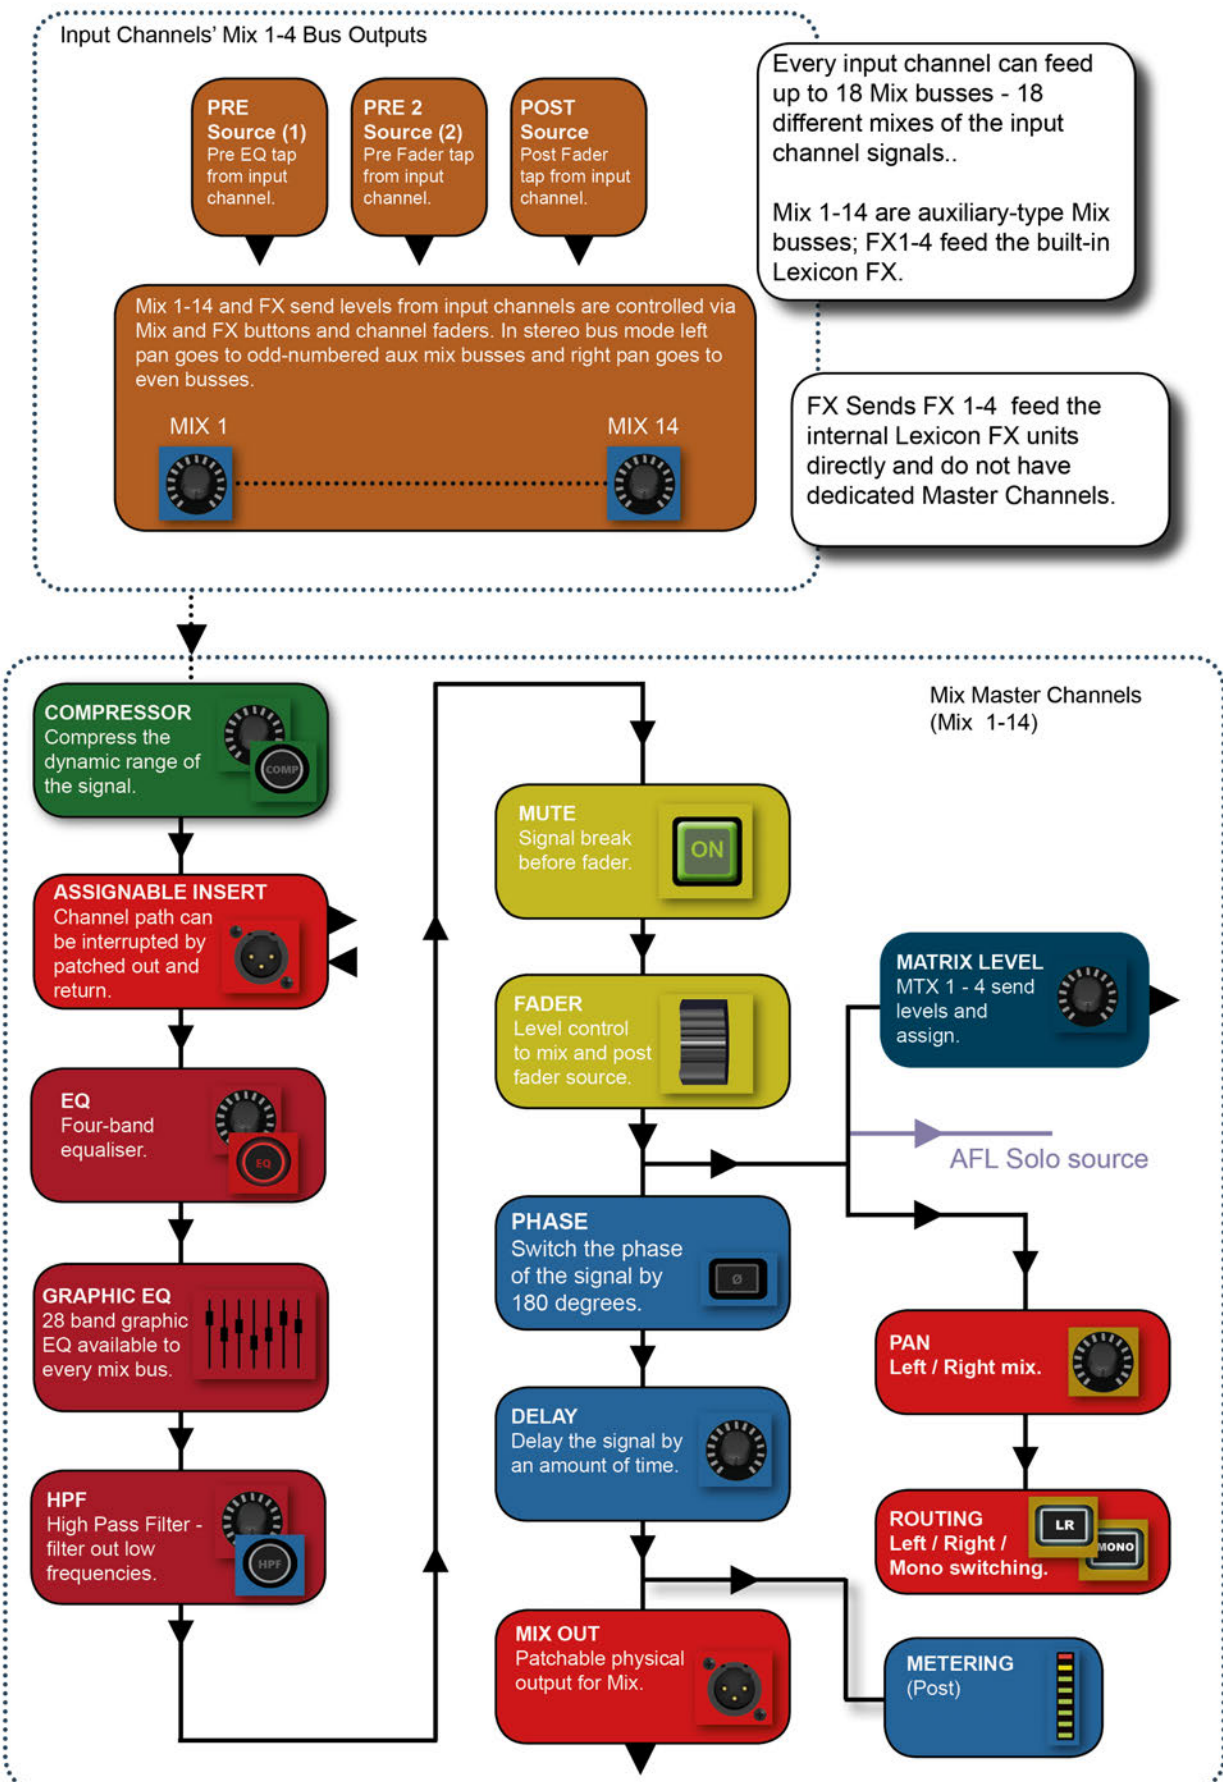 Input Channels’ Mix 1-4 Bus Outputs
PRE
Source (1)
Pre EQ tap
from input
channel.
PRE 2
Source (2)
Pre Fader tap
from input
channel.
POST
Source
Post Fader
tap from input
channel.
Every input channel can feed
up to 18 Mix busses - 18
different mixes of the input
channel signals..
Mix 1-14 are auxiliary-type Mix
busses; FX1-4 feed the built-in
Lexicon FX.
Mix 1-14 and FX send levels from input channels are controlled via
Mix and FX buttons and channel faders. In stereo bus mode left
pan goes to odd-numbered aux mix busses and right pan goes to
even busses.
MIX 1
MIX 14
FX Sends FX 1-4 feed the
internal Lexicon FX units
directly and do not have
dedicated Master Channels.
Mix Master Channels
(Mix 1-14)
COMPRESSOR
Compress the
dynamic range of
the signal.
COMP
ASSIGNABLE INSERT
Channel path can
be interrupted by
patched out and
return.
EQ
Four-band
equaliser.
EQ
GRAPHIC EQ
28 band graphic
EQ available to
every mix bus.
HPF
High Pass Filter -
filter out low
frequencies.
HPF
MUTE
Signal break
before fader.
ON
FADER
Level control
to mix and post
fader source.
MATRIX LEVEL
MTX 1 - 4 send
levels and
assign.
AFL Solo source
PHASE
Switch the phase
of the signal by
180 degrees.
Ø
DELAY
Delay the signal by
an amount of time.
PAN
Left / Right mix.
ROUTING
Left / Right /
Mono switching.
LR
MONO
MIX OUT
Patchable physical
output for Mix.
METERING
(Post)